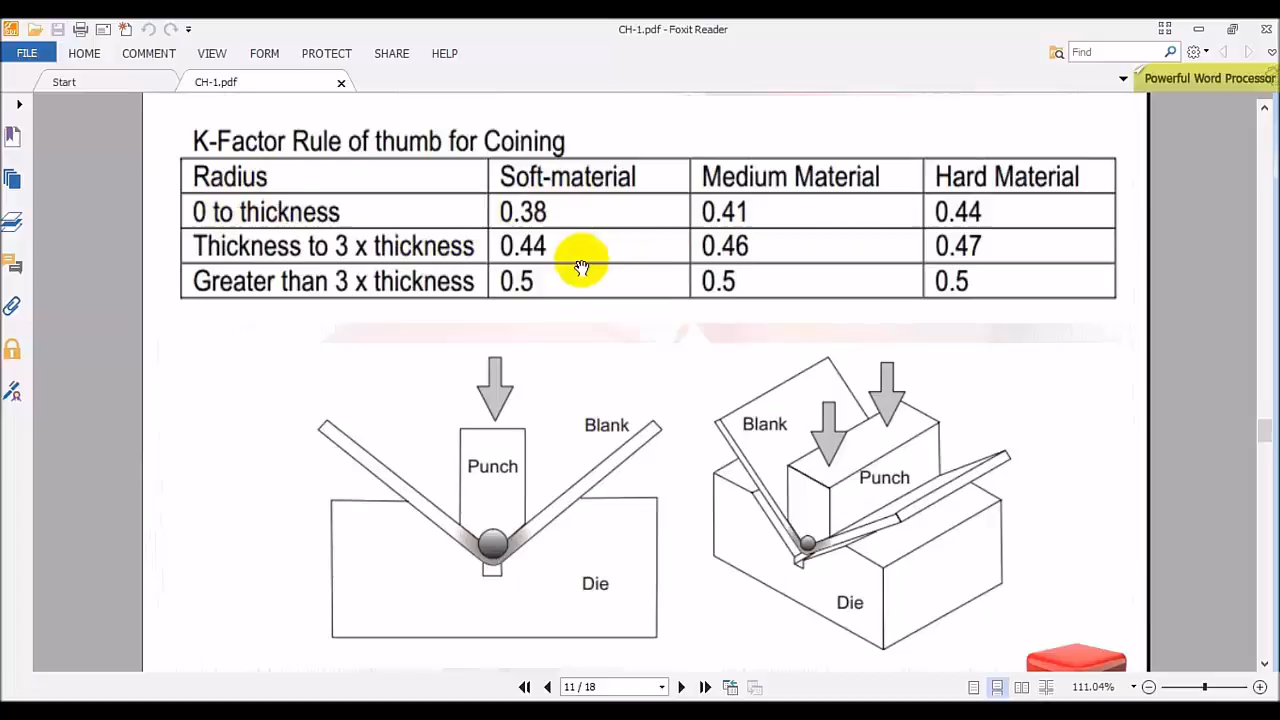 CH-1.pdf - Foxit Reader
FILE HOME COMMENT VIEW FORM PROTECT SHARE HELP
Find
Start CH-1.pdf
Powerful Word Processor
K-Factor Rule of thumb for Coining
Radius Soft-material Medium Material Hard Material
0 to thickness 0.38 0.41 0.44
Thickness to 3 x thickness 0.44 0.46 0.47
Greater than 3 x thickness 0.5 0.5 0.5
Blank
Punch
Die
Blank
Punch
Die
11 / 18
111.04%